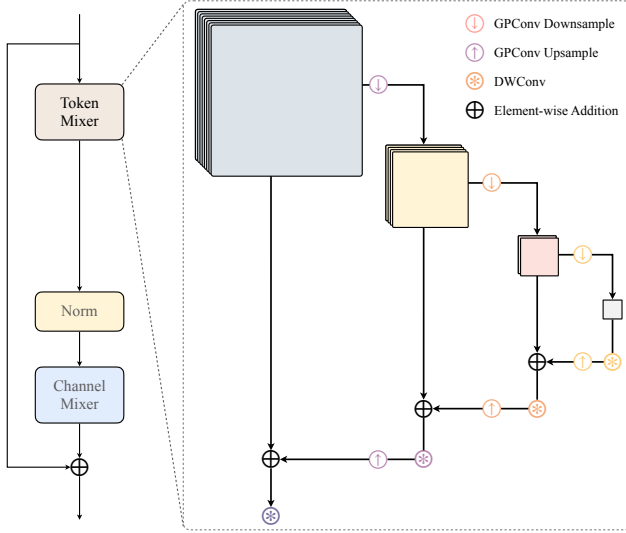 Token
Mixer
Norm
Channel
Mixer
GPConv Downsample
GPConv Upsample
DWConv
Element-wise Addition